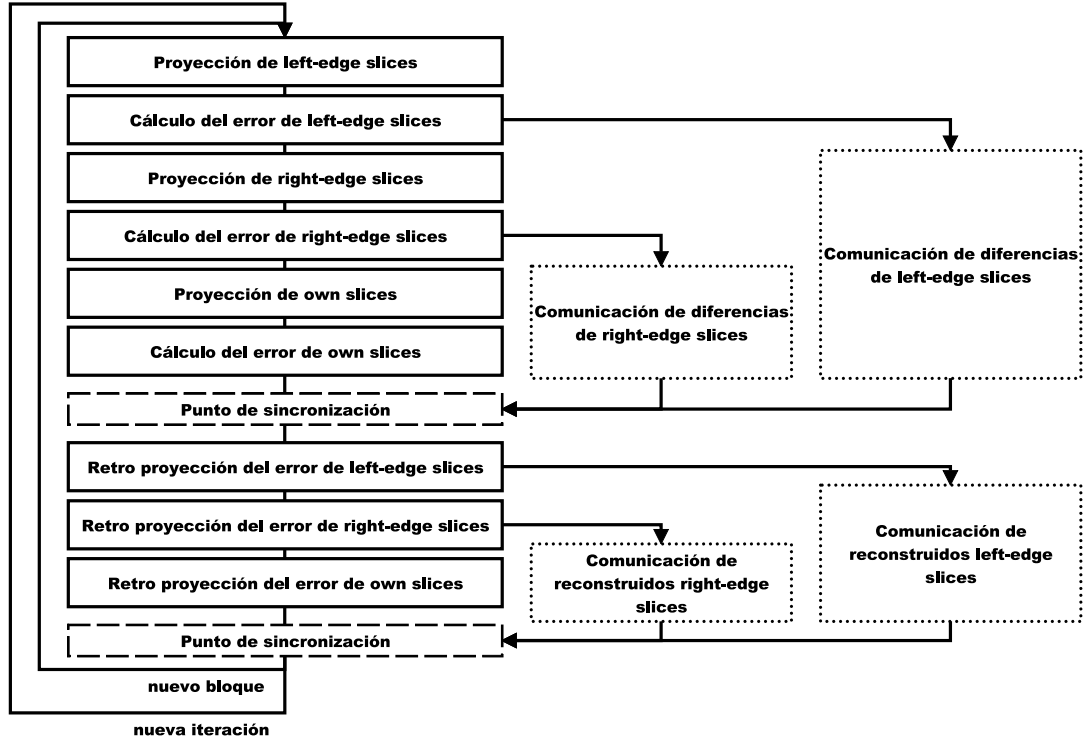 Proyección de left-edge slices
Cálculo del error de left-edge slices
Proyección de right-edge slices
Cálculo del error de right-edge slices
Proyección de own slices
Cálculo del error de own slices
Punto de sincronización
Comunicación de diferencias
de right-edge slices
Comunicación de diferencias
de left-edge slices
Retro proyección del error de left-edge slices
Retro proyección del error de right-edge slices
Retro proyección del error de own slices
Punto de sincronización
Comunicación de
reconstruidos right-edge
slices
Comunicación de
reconstruidos left-edge
slices
nuevo bloque
nueva iteración